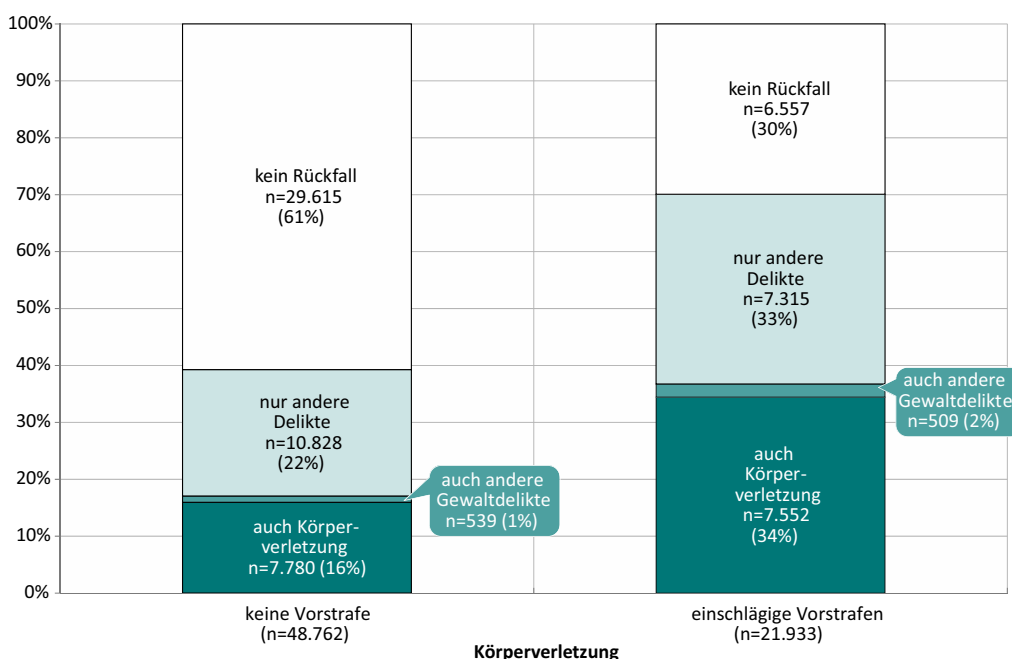 100%
90%
80%
70%
60%
50%
40%
30%
20%
10%
0%
kein Rückfall
n=29.615
(61%)
nur andere
Delikte
n=10.828
(22%)
auch andere
Gewaltdelikte
n=539 (1%)
auch Körper-
verletzung
n=7.780 (16%)
kein Rückfall
n=6.557
(30%)
nur andere
Delikte
n=7.315
(33%)
auch andere
Gewaltdelikte
n=509 (2%)
auch
Körper-
verletzung
n=7.552
(34%)
keine Vorstrafe
(n=48.762)
einschlägige Vorstrafen
(n=21.933)
Körperverletzung